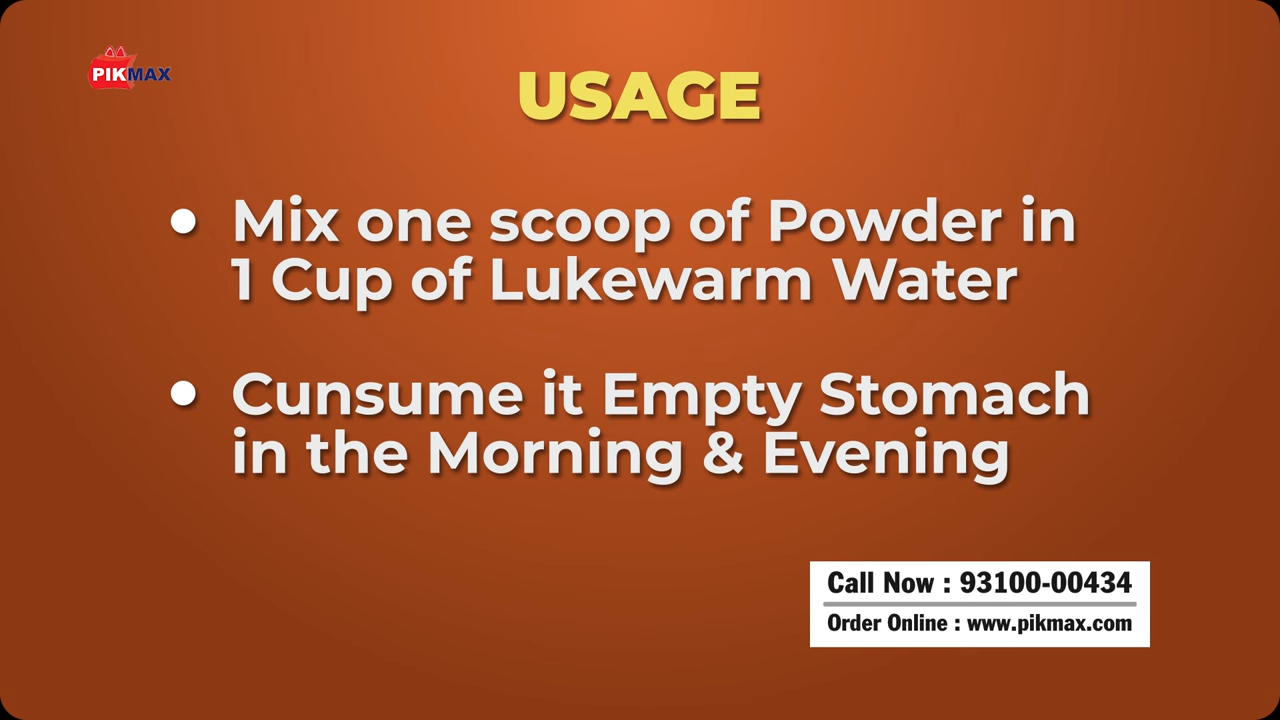 PIKMAX
USAGE
• Mix one scoop of Powder in
1 Cup of Lukewarm Water
• Cunsume it Empty Stomach
in the Morning & Evening
Call Now : 93100-00434
Order Online : www.pikmax.com